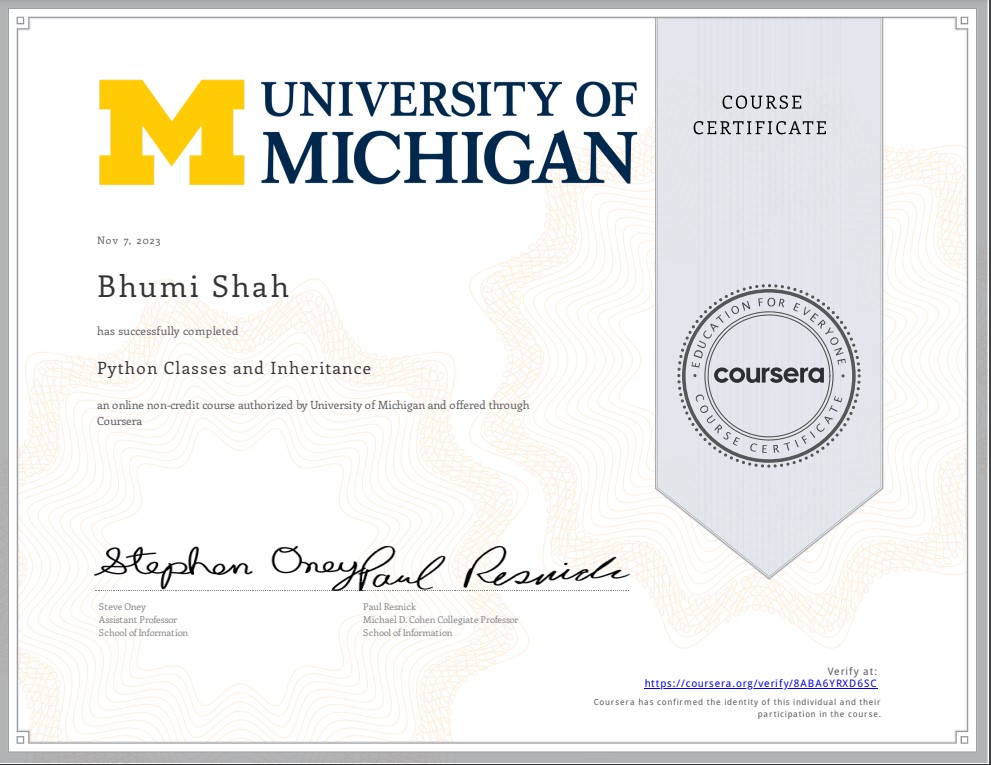 UNIVERSITY OF
MICHIGAN
COURSE
CERTIFICATE
Nov 7, 2023
Bhumi Shah
has successfully completed
Python Classes and Inheritance
an online non-credit course authorized by University of Michigan and offered through
Coursera
EDUCATION FOR EVERYONE
coursera
COURSE CERTIFICATE
Stephen Oney
Paul Resnick
Steve Oney
Assistant Professor
School of Information
Paul Resnick
Michael D. Cohen Collegiate Professor
School of Information
Verify at:
https://coursera.org/verify/8ABA6YRXD6SC
Coursera has confirmed the identity of this individual and their
participation in the course.